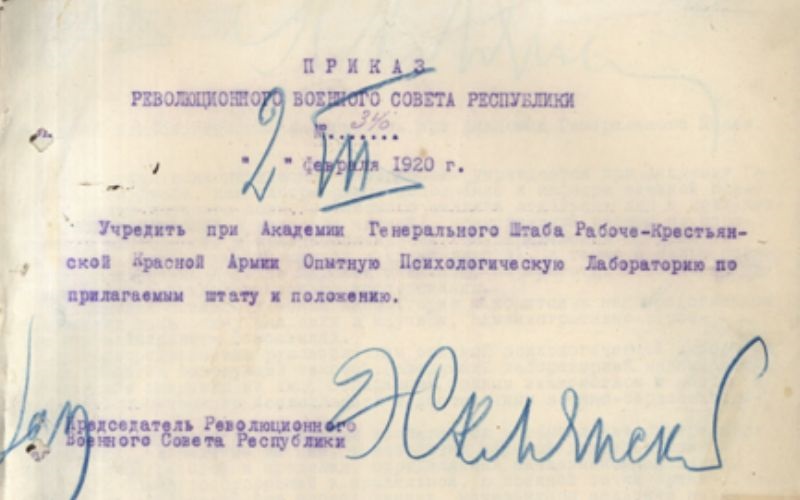 ПРИКАЗ
РЕВОЛЮЦИОННОГО ВОЕННОГО СОВЕТА РЕСПУБЛИКИ
№ 346
" 2 " февраля 1920 г.
III
Учредить при Академии Генерального Штаба Рабоче-Крестьян-
ской Красной Армии Опытную Психологическую Лабораторию по
прилагаемым штату и положению.
Председатель Революционного
Военного Совета Республики